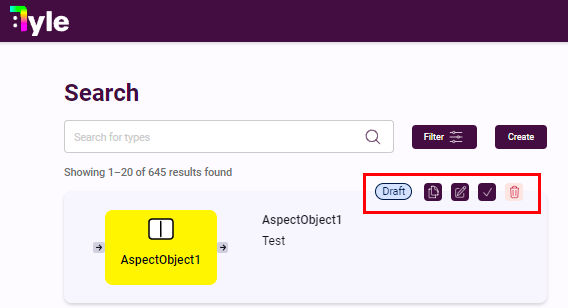 Tyle
Search
Search for types
Filter
Create
Showing 1–20 of 645 results found
Draft
AspectObject1
Test
AspectObject1